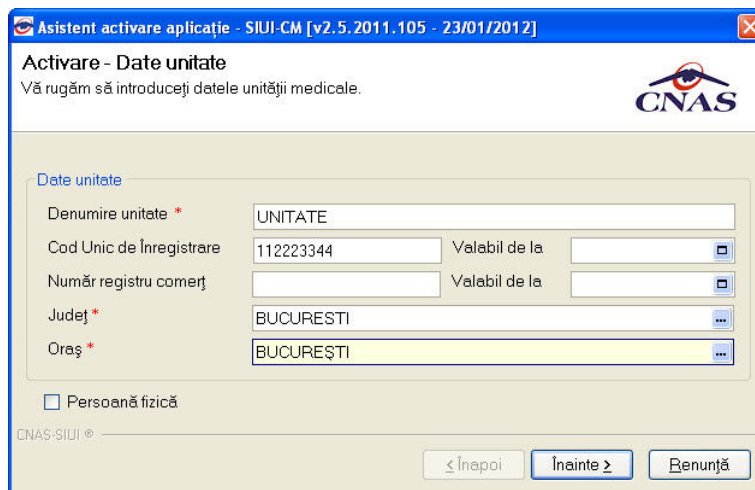 Asistent activare aplicație - SIUI-CM [v2.5.2011.105 - 23/01/2012]
Activare - Date unitate
Vă rugăm să introduceți datele unității medicale.
CNAS
Date unitate
Denumire unitate * UNITATE
Cod Unic de Înregistrare 112223344 Valabil de la
Număr registru comerț Valabil de la
Județ * BUCURESTI
Oraş * BUCUREŞTI
Persoană fizică
CNAS-SIUI ®
< Înapoi Înainte > Renunță